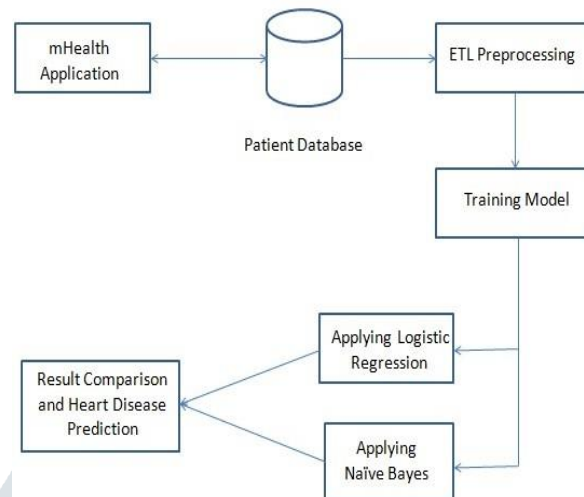 mHealth
Application
ETL Preprocessing
Patient Database
Training Model
Applying Logistic
Regression
Result Comparison
and Heart Disease
Prediction
Applying
Naïve Bayes